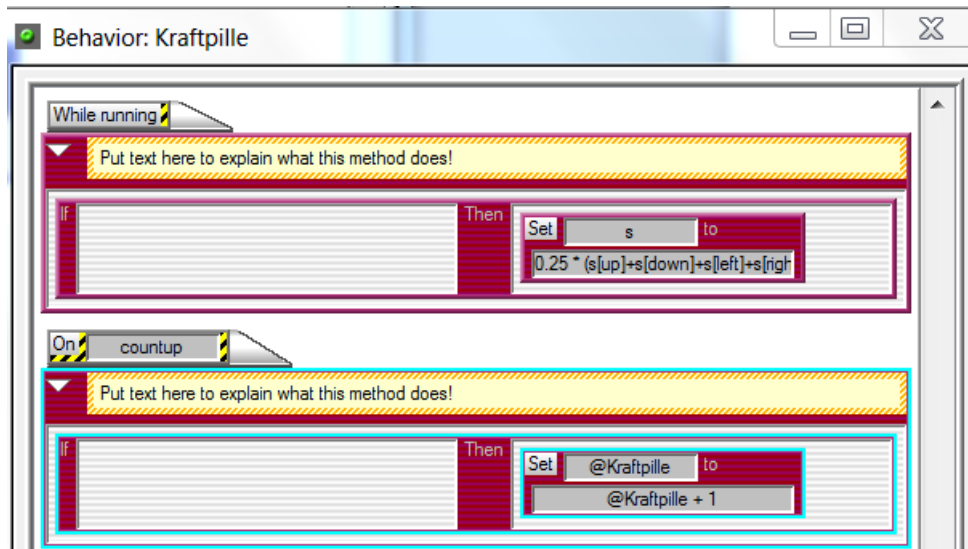 Behavior: Kraftpille
While running
Put text here to explain what this method does!
If
Then
Set s to
0.25 * (s[up]+s[down]+s[left]+s[righ
On countup
Put text here to explain what this method does!
If
Then
Set @Kraftpille to
@Kraftpille + 1